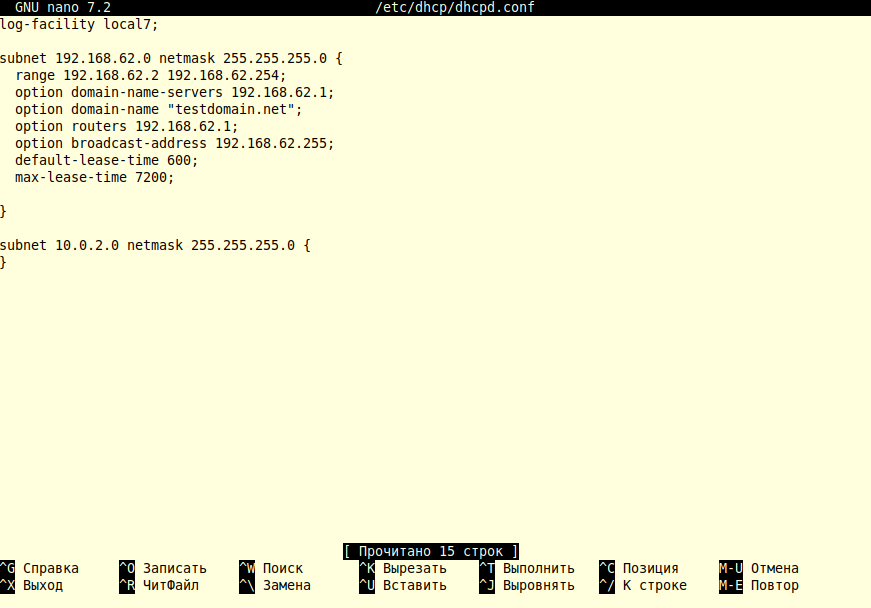 GNU nano 7.2 /etc/dhcp/dhcpd.conf
log-facility local7;
subnet 192.168.62.0 netmask 255.255.255.0 {
range 192.168.62.2 192.168.62.254;
option domain-name-servers 192.168.62.1;
option domain-name "testdomain.net";
option routers 192.168.62.1;
option broadcast-address 192.168.62.255;
default-lease-time 600;
max-lease-time 7200;
}
subnet 10.0.2.0 netmask 255.255.255.0 {
}
[ Прочитано 15 строк ]
^G Справка ^O Записать ^W Поиск ^K Вырезать ^T Выполнить ^C Позиция M-U Отмена
^X Выход ^R ЧитФайл ^\ Замена ^U Вставить ^J Выровнять ^/ К строке M-E Повтор